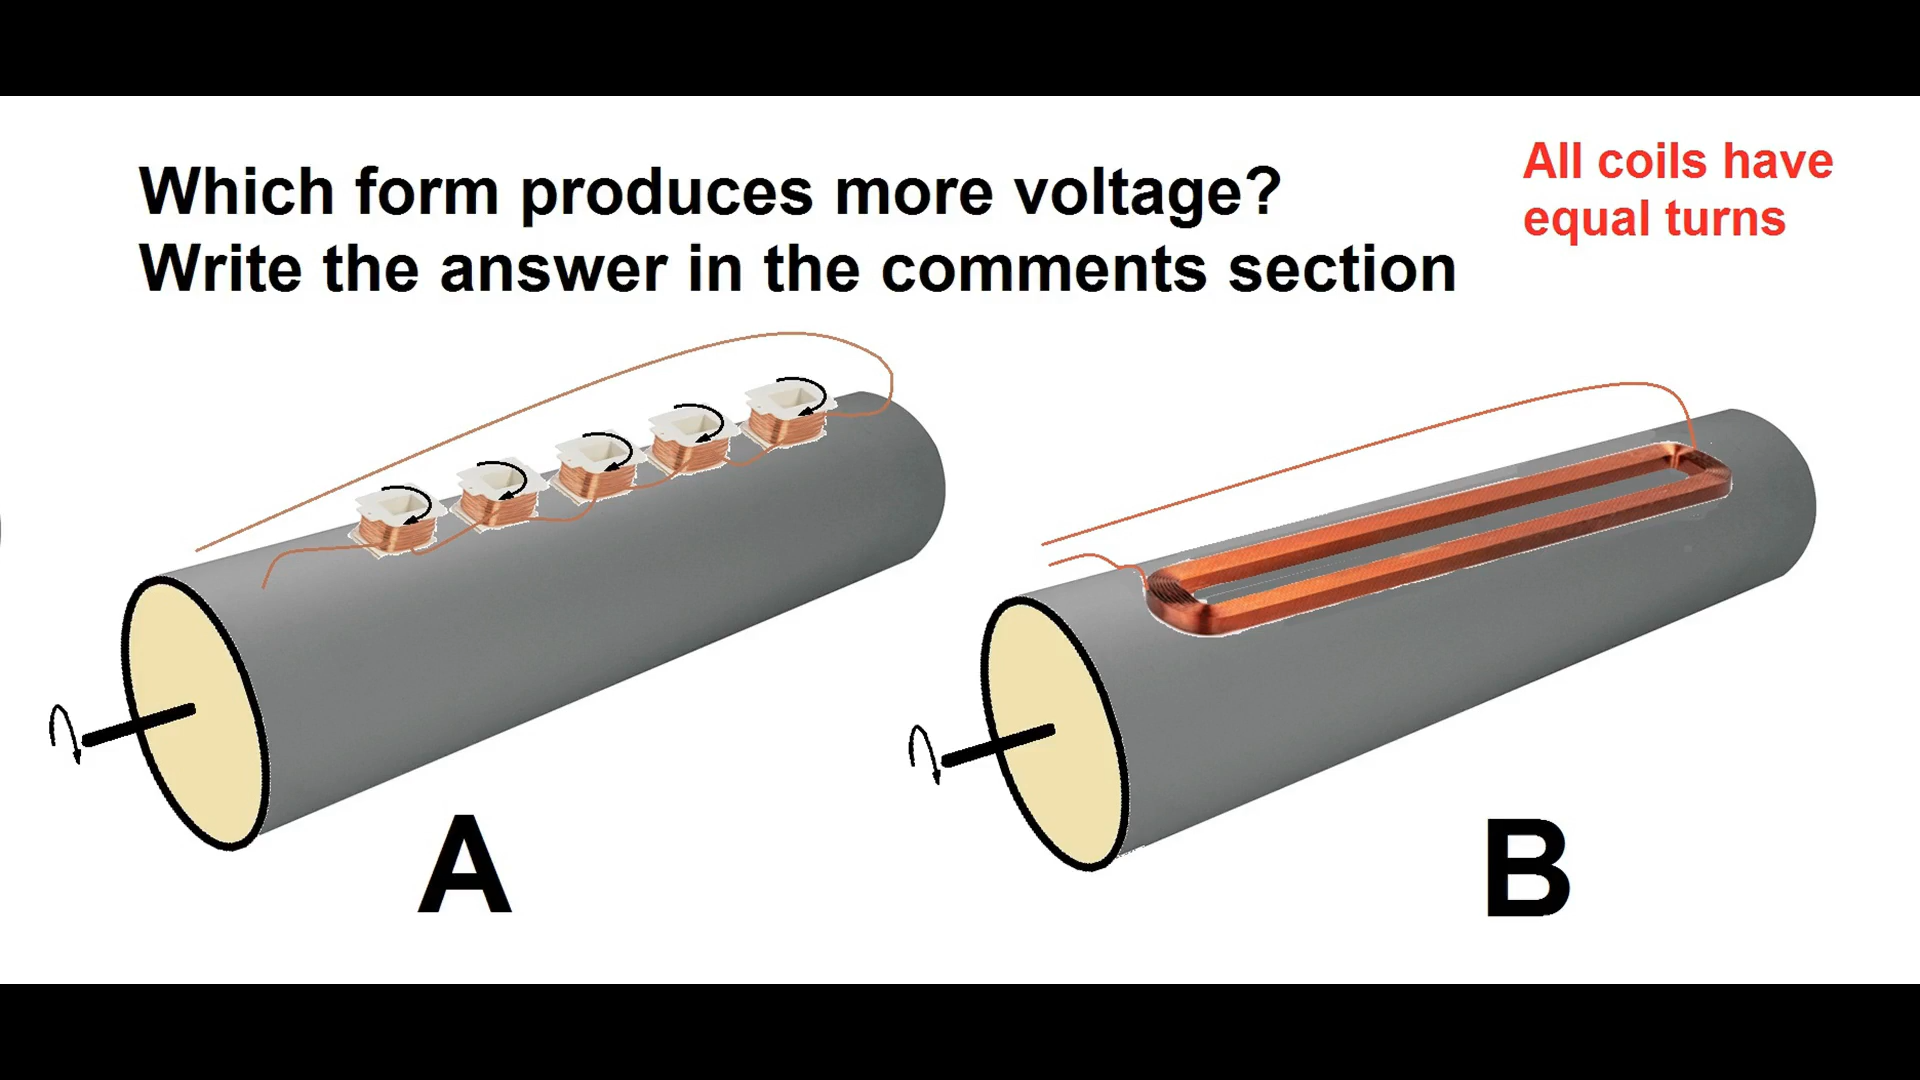 Which form produces more voltage?
Write the answer in the comments section
All coils have
equal turns
A
B